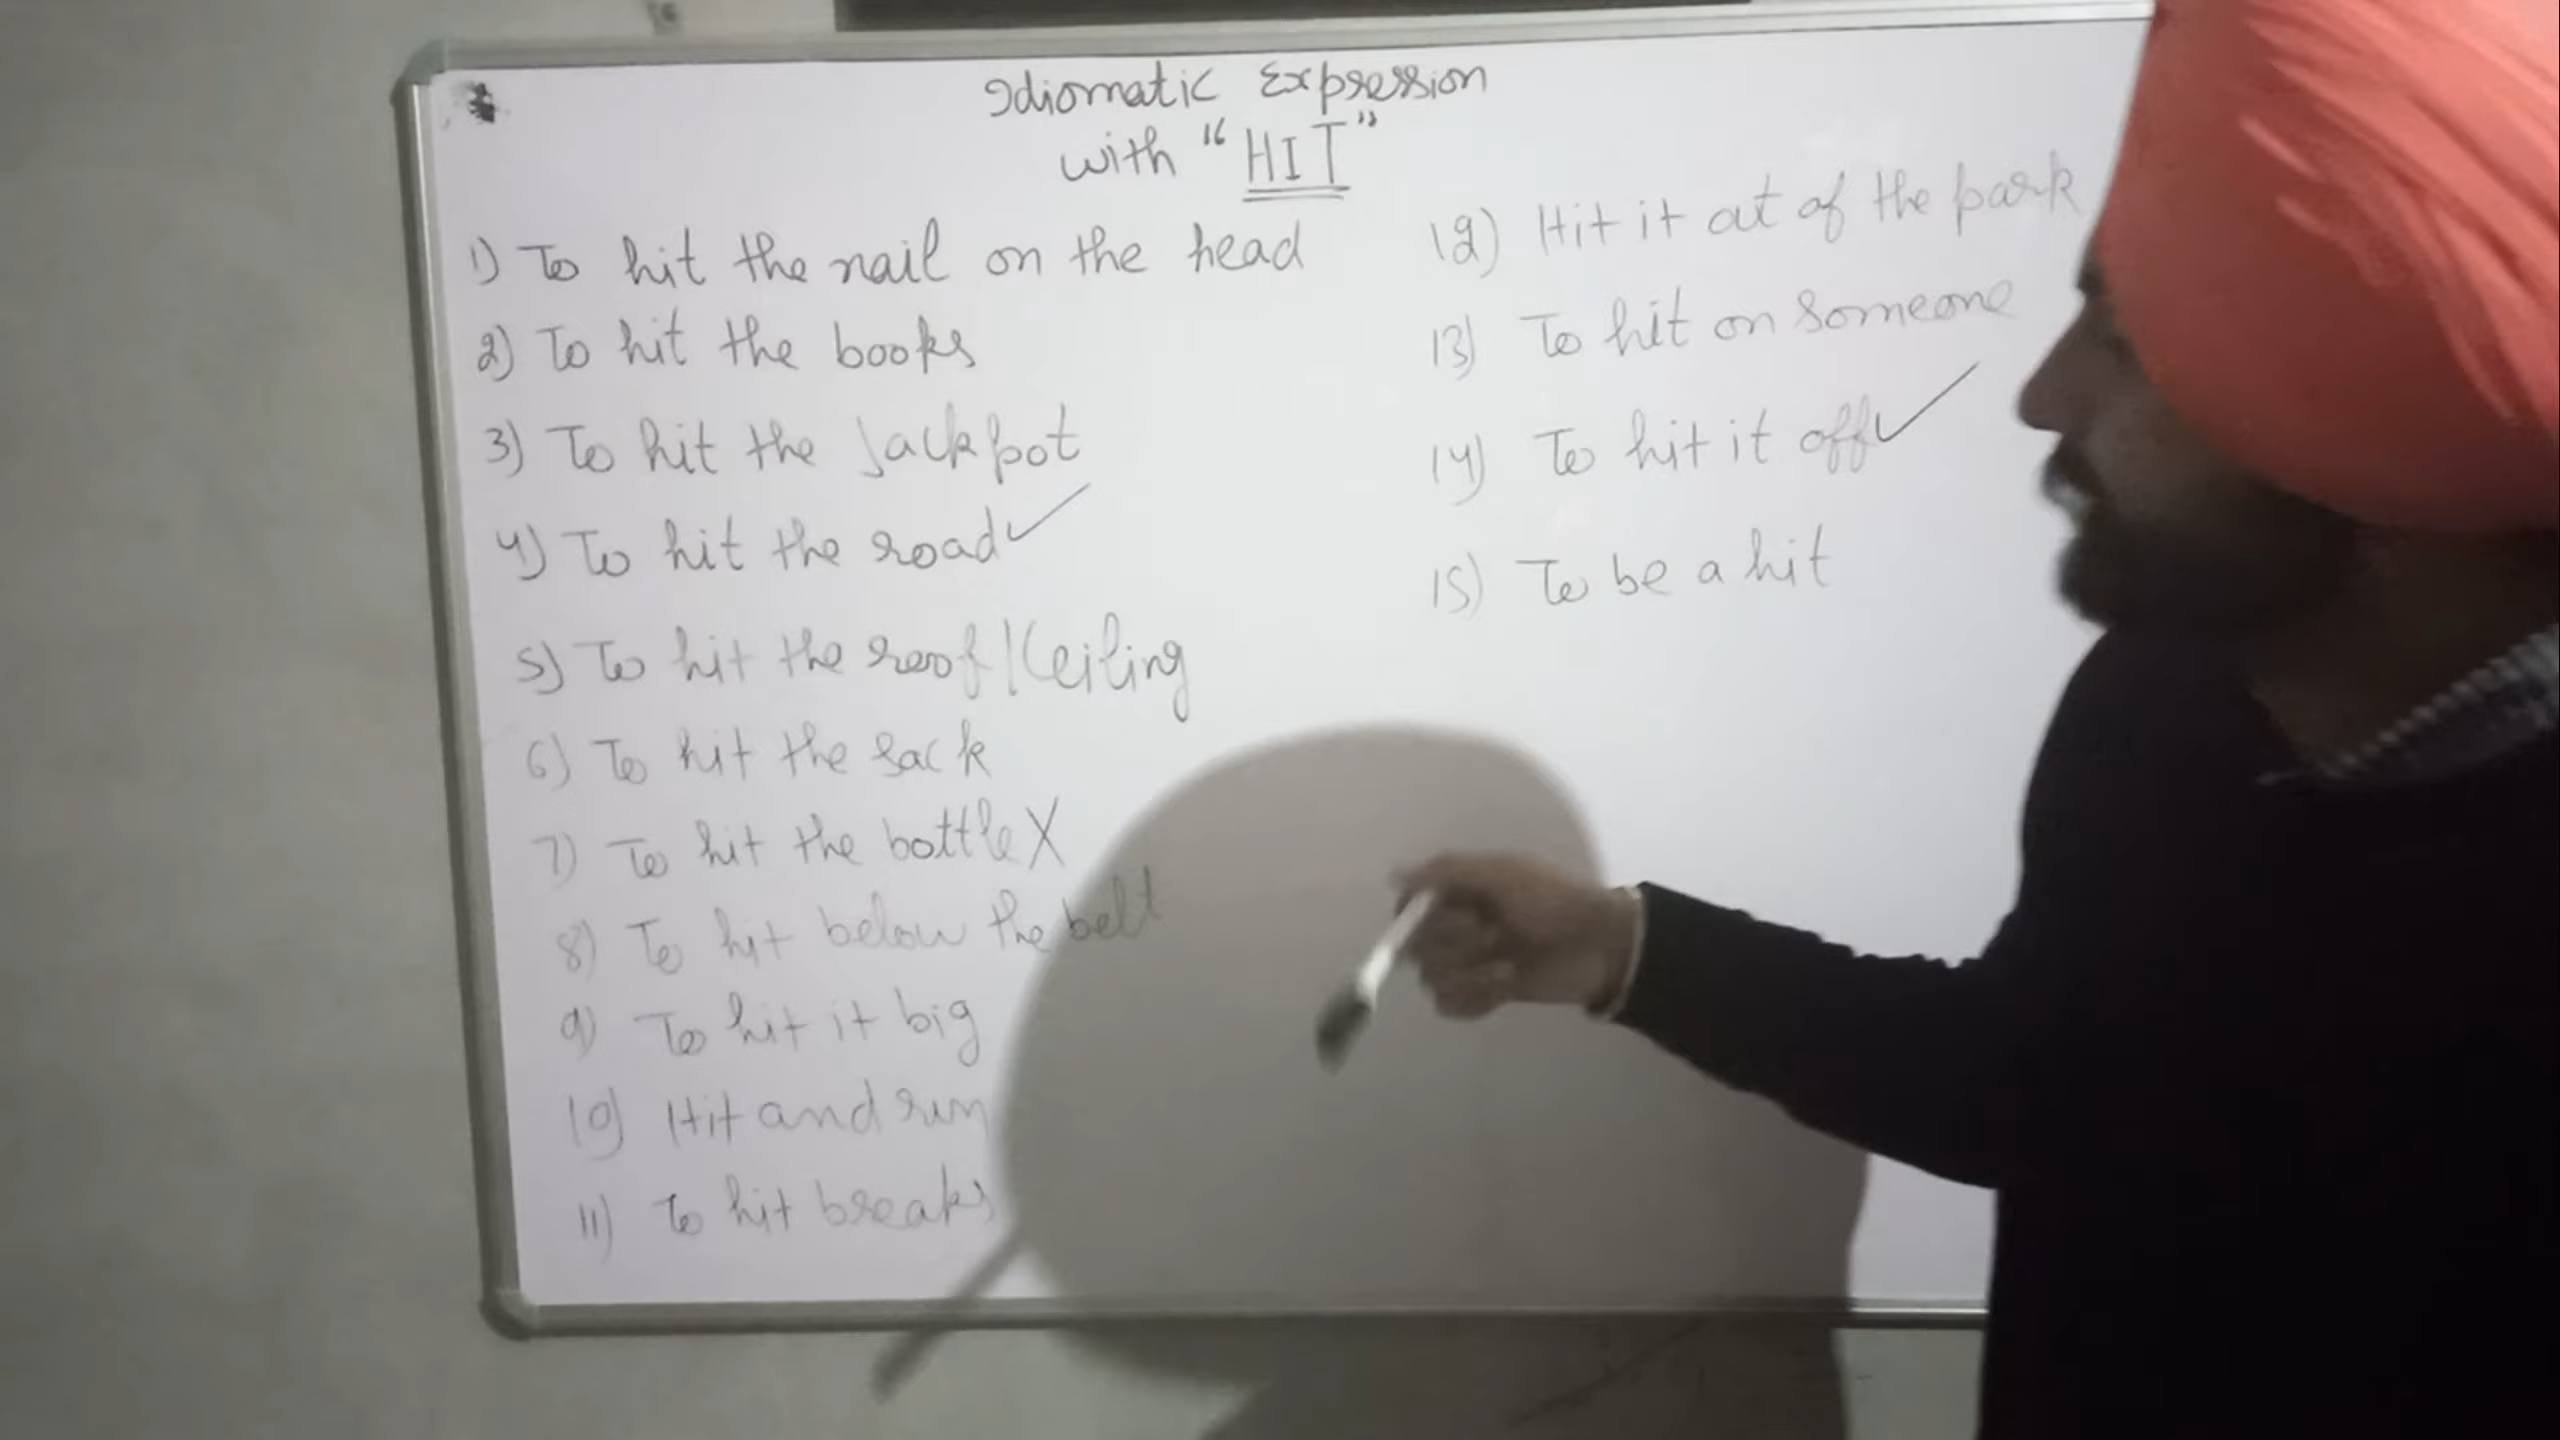 Idiomatic Expression
with "HIT"
1) To hit the nail on the head
2) To hit the books
3) To hit the Jackpot
4) To hit the road ✓
5) To hit the roof/Ceiling
6) To hit the sack
7) To hit the bottle X
8) To hit below the belt
9) To hit it big
10) Hit and run
11) To hit breaks
12) Hit it at of the park
13) To hit on Someone
14) To hit it off ✓
15) To be a hit